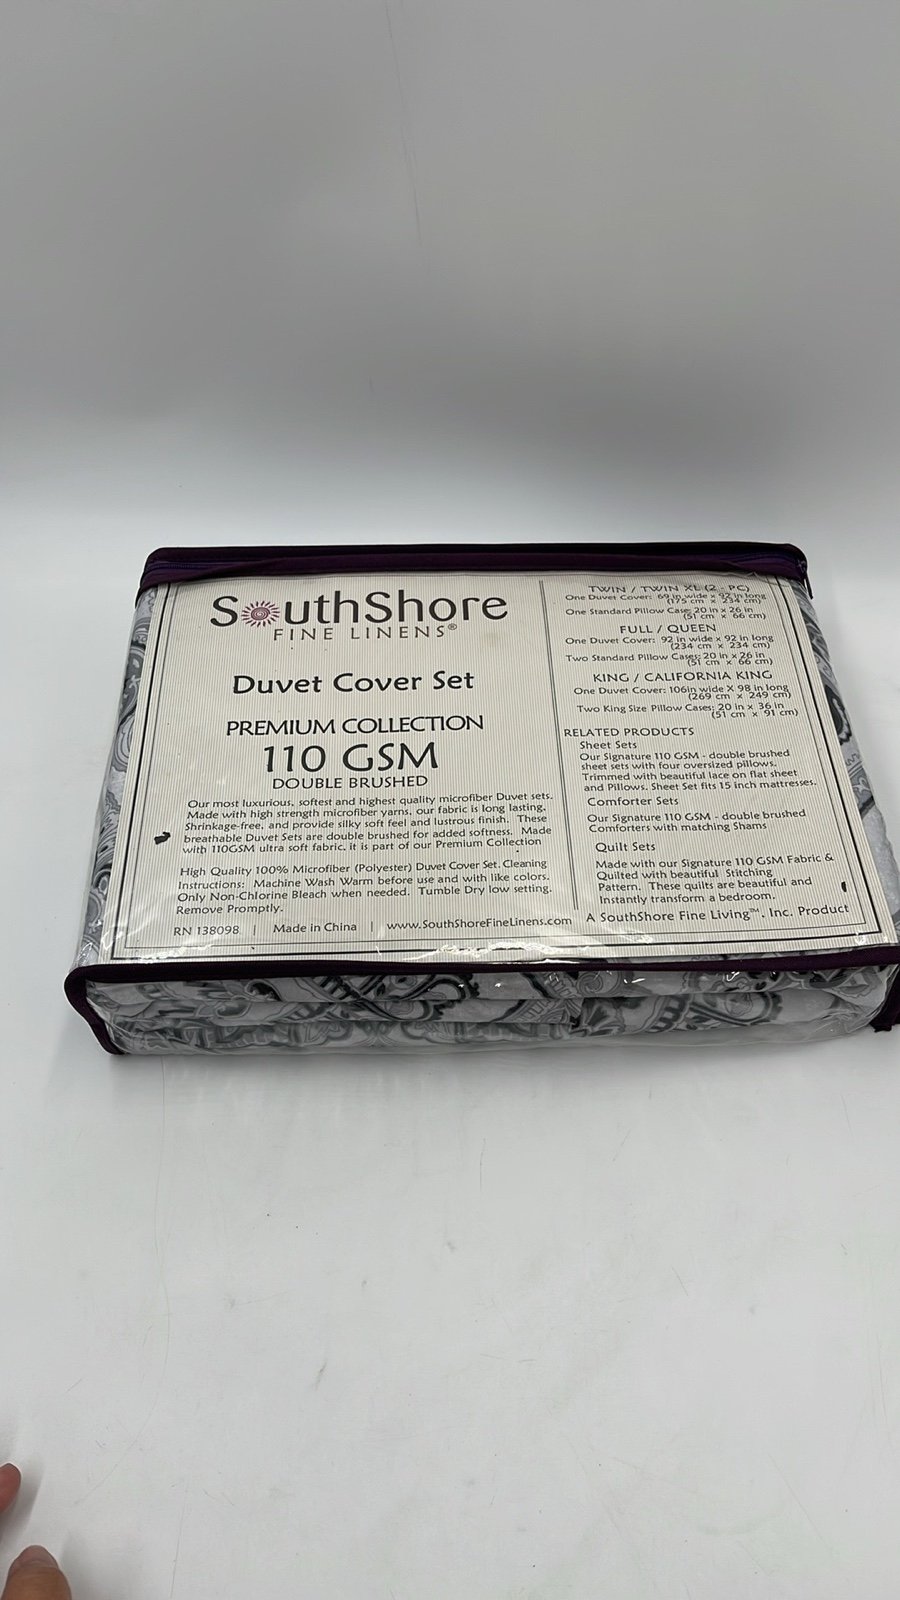 SouthShore
FINE LINENS®
Duvet Cover Set
PREMIUM COLLECTION
110 GSM
DOUBLE BRUSHED
Our most luxurious, softest and highest quality microfiber Duvet sets.
Made with high strength microfiber yarns, our fabric is long lasting,
Shrinkage-free, and provide silky soft feel and lustrous finish. These
breathable Duvet Sets are double brushed for added softness. Made
with 110GSM ultra soft fabric, it is part of our Premium Collection
High Quality 100% Microfiber (Polyester) Duvet Cover Set. Cleaning
Instructions: Machine Wash Warm before use and with like colors.
Only Non-Chlorine Bleach when needed. Tumble Dry low setting.
Remove Promptly.
RN 138098 | Made in China | www.SouthShoreFineLinens.com
TWIN / TWIN XL (2 - PC)
One Duvet Cover: 69 in wide x 92 in long
(175 cm x 234 cm)
One Standard Pillow Case: 20 in x 26 in
(51 cm x 66 cm)
FULL / QUEEN
One Duvet Cover: 92 in wide x 92 in long
(234 cm x 234 cm)
Two Standard Pillow Cases: 20 in x 26 in
(51 cm x 66 cm)
KING / CALIFORNIA KING
One Duvet Cover: 106in wide X 98 in long
(269 cm x 249 cm)
Two King Size Pillow Cases: 20 in x 36 in
(51 cm x 91 cm)
RELATED PRODUCTS
Sheet Sets
Our Signature 110 GSM - double brushed
sheet sets with four oversized pillows.
Trimmed with beautiful lace on flat sheet
and Pillows. Sheet Set fits 15 inch mattresses.
Comforter Sets
Our Signature 110 GSM - double brushed
Comforters with matching Shams
Quilt Sets
Made with our Signature 110 GSM Fabric &
Quilted with beautiful Stitching
Pattern. These quilts are beautiful and
Instantly transform a bedroom.
A SouthShore Fine Living™, Inc. Product